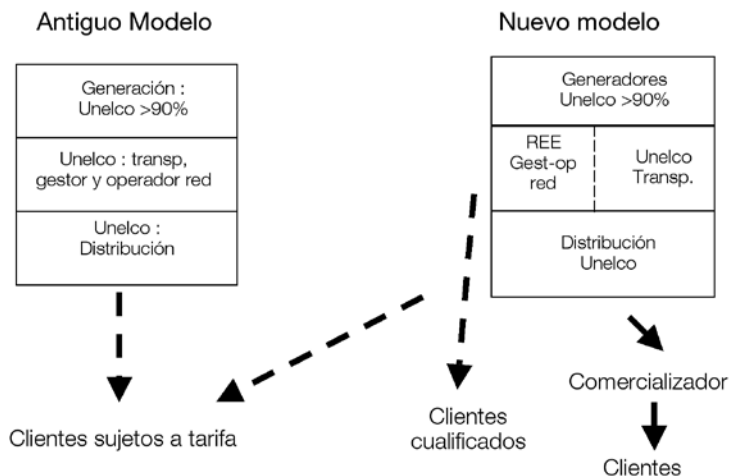 Antiguo Modelo
Generación :
Unelco >90%
Unelco : transp,
gestor y operador red
Unelco :
Distribución
Clientes sujetos a tarifa
Nuevo modelo
Generadores
Unelco >90%
REE
Gest-op
red
Unelco
Transp.
Distribución
Unelco
Clientes
cualificados
Comercializador
Clientes